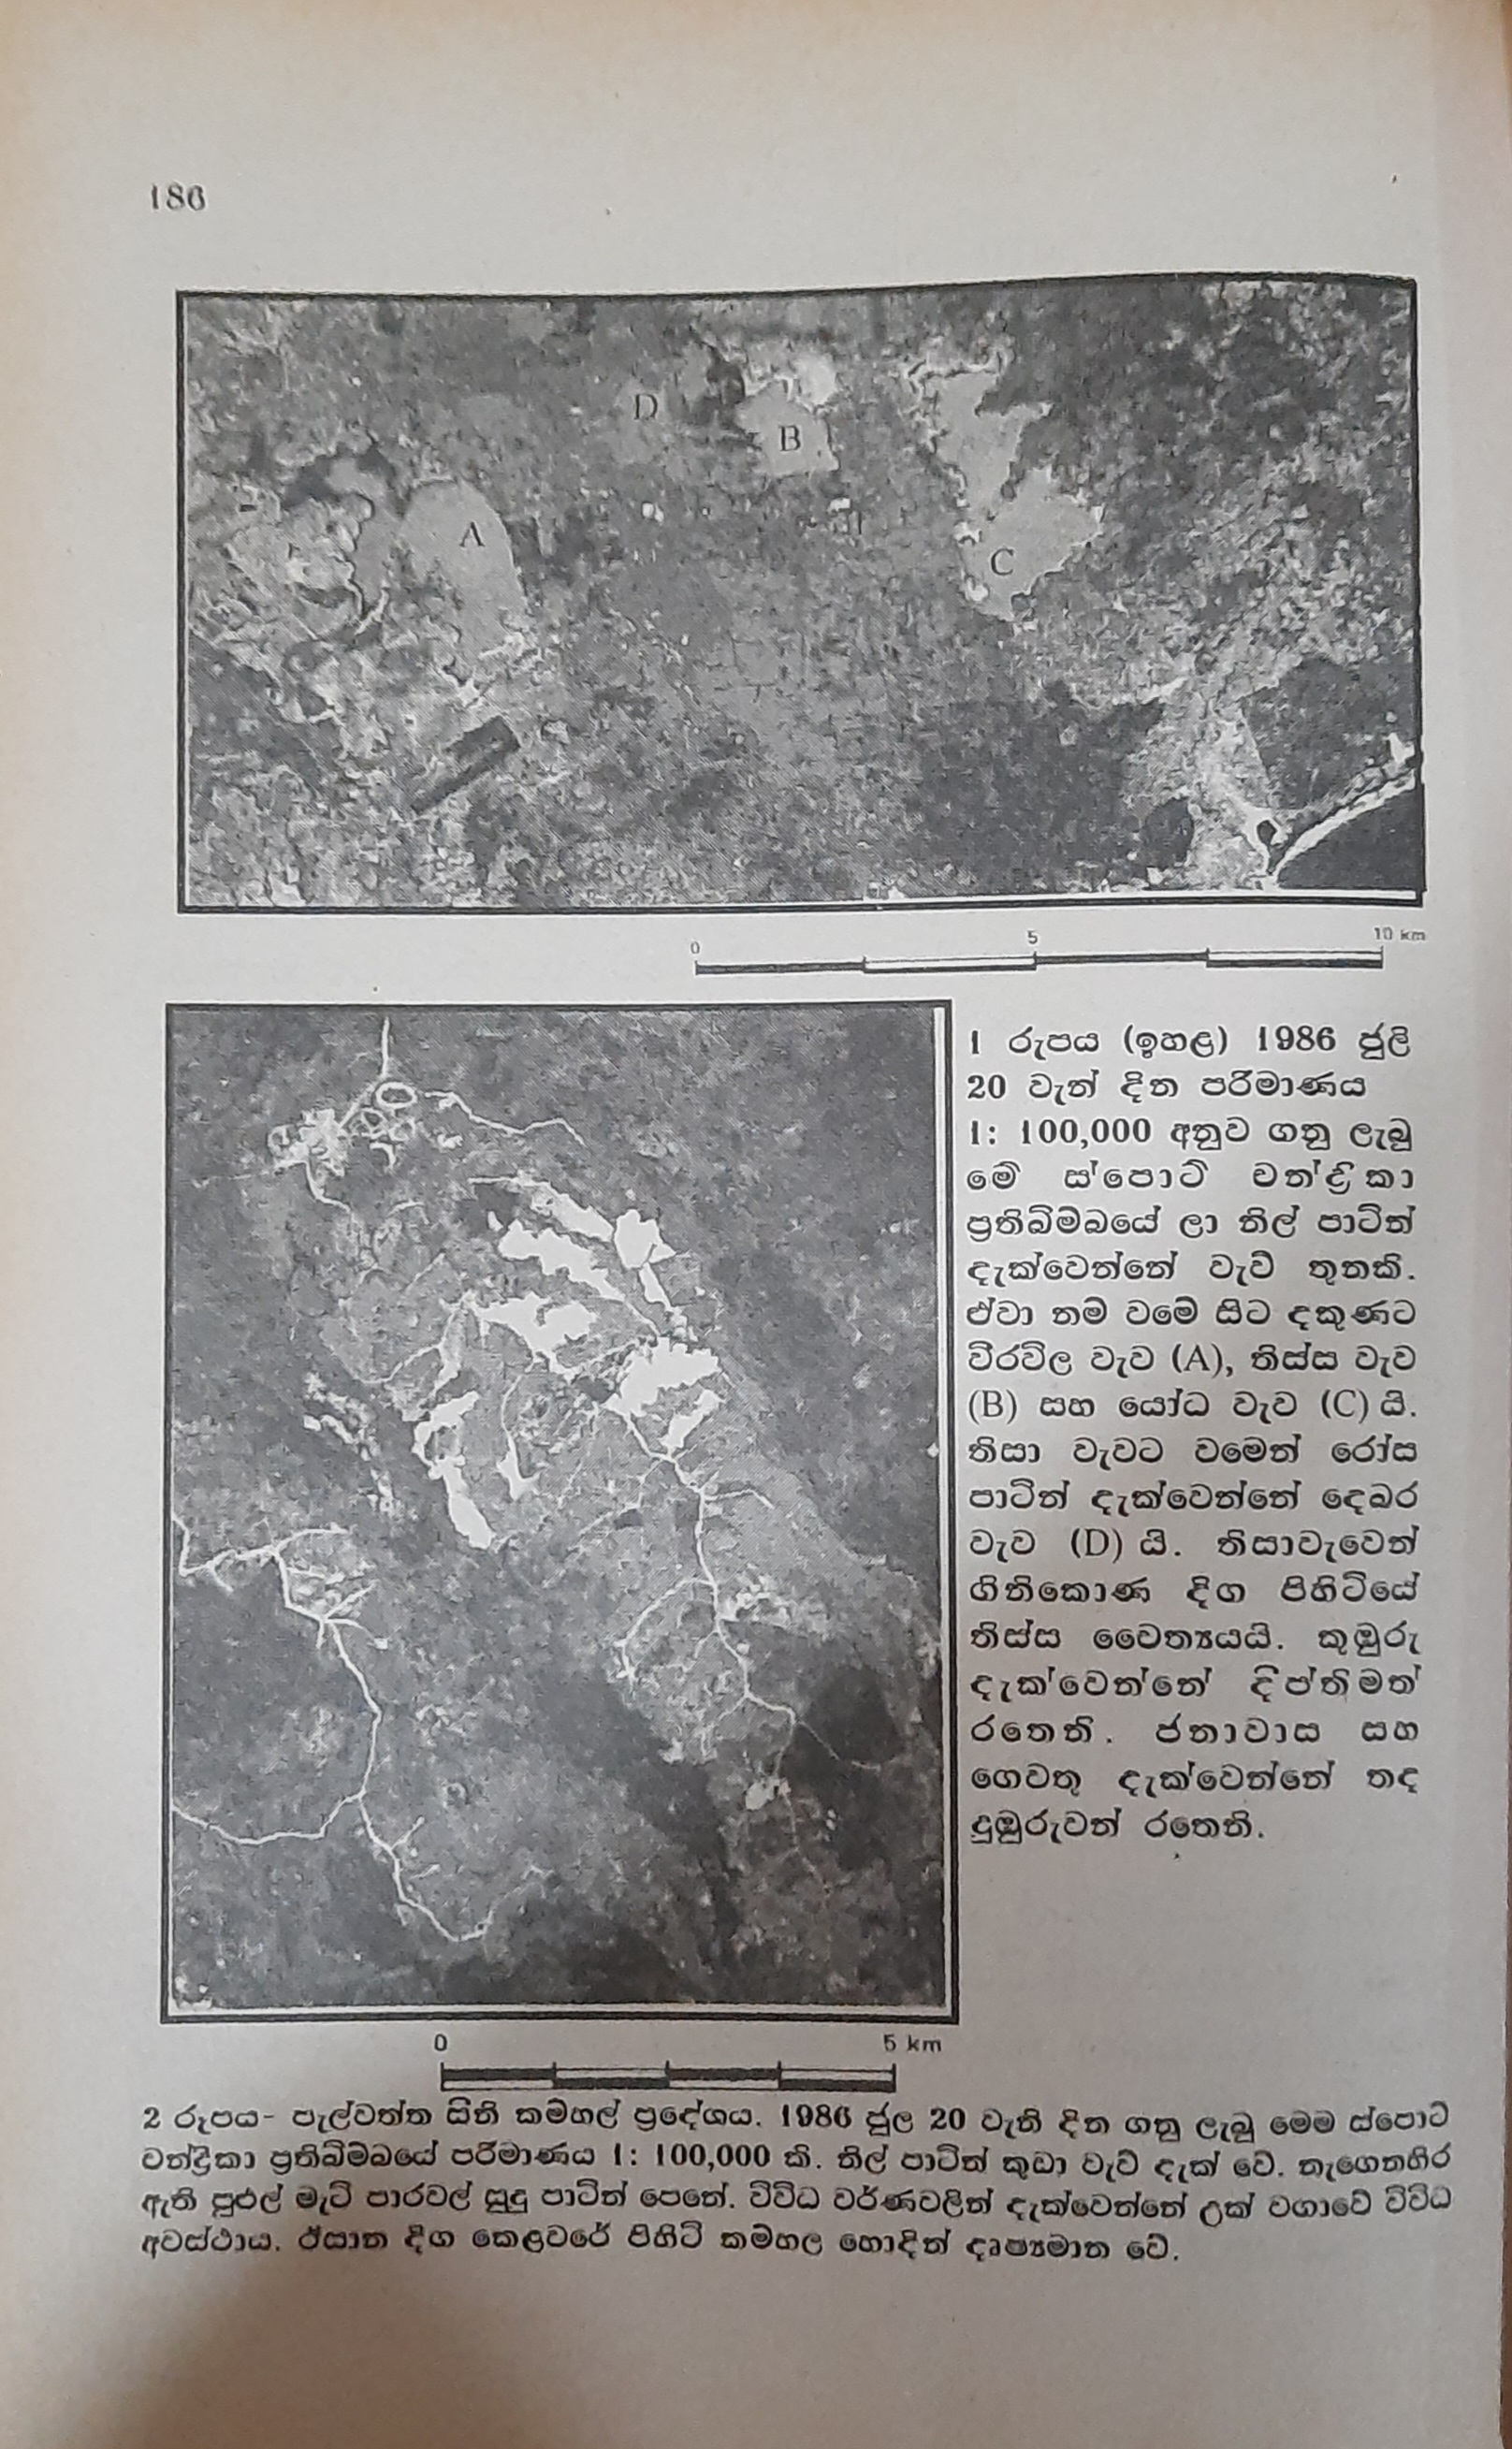 186
D
B
A
C
0 5 10 km
1 රූපය (ඉහළ) 1986 ජූලි
20 වැන් දින පරිමාණය
1: 100,000 අනුව ගනු ලැබූ
මේ ස්පොට් චන්ද්‍රිකා
ප්‍රතිබිම්බයේ ලා නිල් පාටින්
දැක්වෙන්නේ වැව් තුනකි.
ඒවා නම් වමේ සිට දකුණට
වීරවිල වැව (A), තිස්ස වැව
(B) සහ යෝධ වැව (C) යි.
තිසා වැවට වමෙන් රෝස
පාටින් දැක්වෙන්නේ දෙබර
වැව (D) යි. තිසාවැවෙන්
ගිනිකොණ දිග පිහිටියේ
තිස්ස චෛත්‍යයයි. කුඹුරු
දැක්වෙන්නේ දීප්තිමත්
රතෙනි. ජනාවාස සහ
ගෙවතු දැක්වෙන්නේ තද
දුඹුරුවන් රතෙනි.
0 5 km
2 රූපය- පැල්වත්ත සීනි කම්හල් ප්‍රදේශය. 1986 ජූල 20 වැනි දින ගනු ලැබූ මෙම ස්පොට්
චන්ද්‍රිකා ප්‍රතිබිම්බයේ පරිමාණය 1: 100,000 කි. නිල් පාටින් කුඩා වැව් දැක් වේ. නැගෙනහිර
ඇති පුළුල් මැටි පාරවල් සුදු පාටින් පෙනේ. විවිධ වර්ණවලින් දැක්වෙන්නේ උක් වගාවේ විවිධ
අවස්ථාය. ඊසාන දිග කෙළවරේ පිහිටි කම්හල හොදින් දෘෂ්‍යමාන වේ.